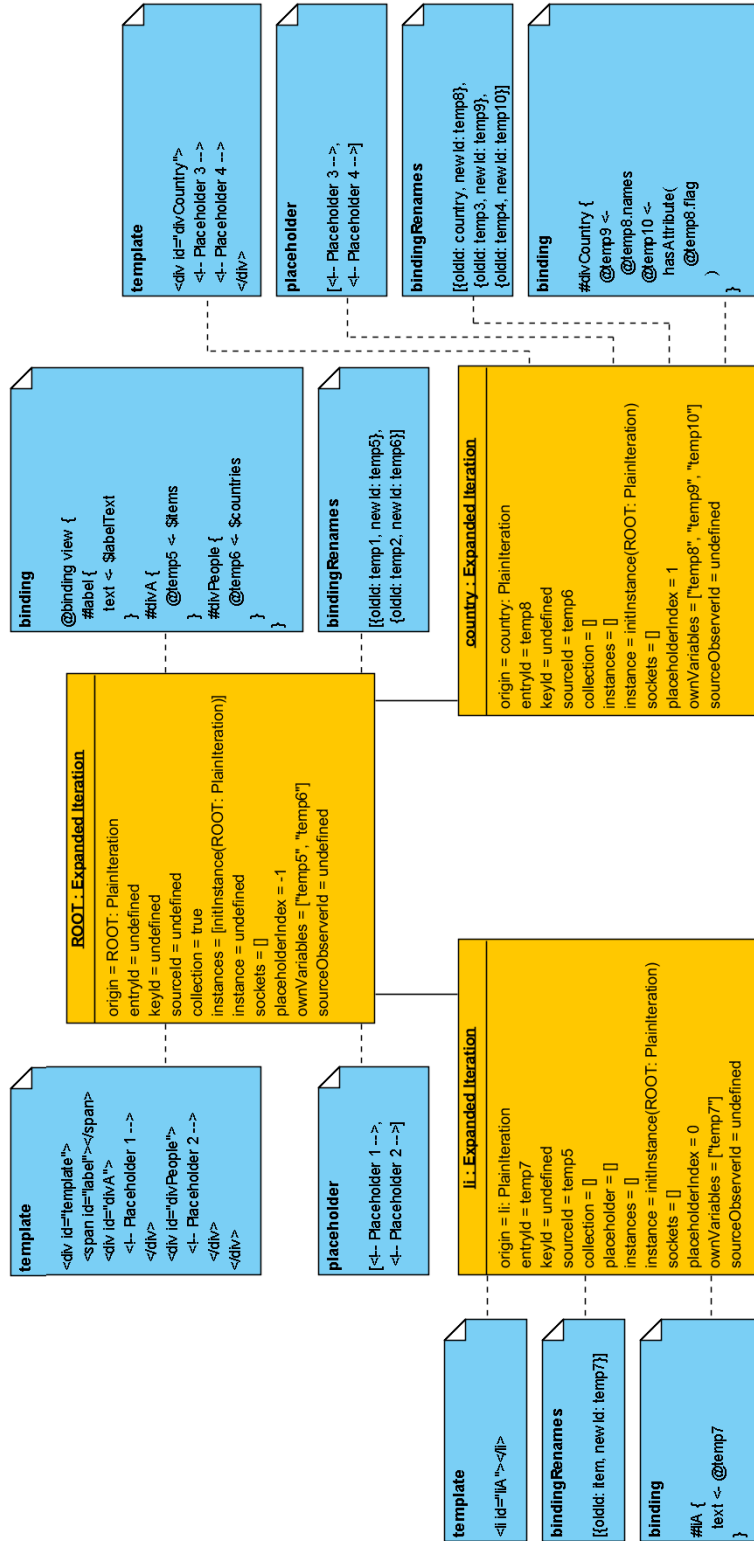 template
<div id="template">
<span id="label"></span>
<div id="divA">
<!-- Placeholder 1 -->
</div>
<div id="divPeople">
<!-- Placeholder 2 -->
</div>
</div>
placeholder
[<!-- Placeholder 1 -->,
<!-- Placeholder 2 -->]
ROOT : Expanded Iteration
origin = ROOT: PlainIteration
entryId = undefined
keyId = undefined
sourceId = undefined
collection = true
instances = [initInstance(ROOT: PlainIteration)]
instance = undefined
sockets = []
placeholderIndex = -1
ownVariables = ["temp5", "temp6"]
sourceObserverId = undefined
binding
@binding view {
#label {
text <- $labelText
}
#divA {
@temp5 <- $items
}
#divPeople {
@temp6 <- $countries
}
}
bindingRenames
[{oldId: temp1, newId: temp5},
{oldId: temp2, newId: temp6}]
template
<li id="liA"></li>
bindingRenames
[{oldId: item, newId: temp7}]
binding
#liA {
text <- @temp7
}
li : Expanded Iteration
origin = li: PlainIteration
entryId = temp7
keyId = undefined
sourceId = temp5
collection = []
placeholder = []
instances = []
instance = initInstance(ROOT: PlainIteration)
sockets = []
placeholderIndex = 0
ownVariables = ["temp7"]
sourceObserverId = undefined
country : Expanded Iteration
origin = country: PlainIteration
entryId = temp8
keyId = undefined
sourceId = temp6
collection = []
instances = []
instance = initInstance(ROOT: PlainIteration)
sockets = []
placeholderIndex = 1
ownVariables = ["temp8", "temp9", "temp10"]
sourceObserverId = undefined
template
<div id="divCountry">
<!-- Placeholder 3 -->
<!-- Placeholder 4 -->
</div>
placeholder
[<!-- Placeholder 3 -->,
<!-- Placeholder 4 -->]
bindingRenames
[{oldId: country, newId: temp8},
{oldId: temp3, newId: temp9},
{oldId: temp4, newId: temp10}]
binding
#divCountry {
@temp9 <-
@temp8.names
@temp10 <-
hasAttribute(
@temp8.flag
)
}